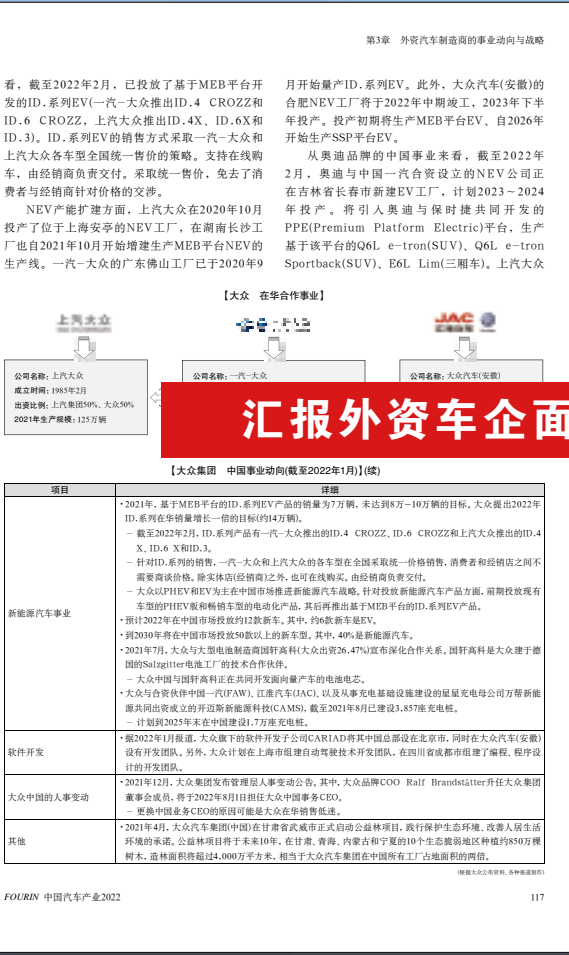 第3章 外资汽车制造商的事业动向与战略
看，截至2022年2月，已投放了基于MEB平台开
发的ID.系列EV(一汽-大众推出ID.4 CROZZ和
ID.6 CROZZ，上汽大众推出ID.4X、ID.6X和
ID.3)。ID.系列EV的销售方式采取一汽-大众和
上汽大众各车型全国统一售价的策略。支持在线购
车，由经销商负责交付。采取统一售价，免去了消
费者与经销商针对价格的交涉。
NEV产能扩建方面，上汽大众在2020年10月
投产了位于上海安亭的NEV工厂，在湖南长沙工
厂也自2021年10月开始增建生产MEB平台NEV的
生产线。一汽-大众的广东佛山工厂已于2020年9
月开始量产ID.系列EV。此外，大众汽车(安徽)的
合肥NEV工厂将于2022年中期竣工，2023年下半
年投产。投产初期将生产MEB平台EV、自2026年
开始生产SSP平台EV。
从奥迪品牌的中国事业来看，截至2022年
2月，奥迪与中国一汽合资设立的NEV公司正
在吉林省长春市新建EV工厂，计划2023~2024
年投产。将引入奥迪与保时捷共同开发的
PPE(Premium Platform Electric)平台，生产
基于该平台的Q6L e-tron(SUV)、Q6L e-tron
Sportback(SUV)、E6L Lim(三厢车)。上汽大众
【大众 在华合作事业】
上汽大众
JAC
江淮汽车
公司名称：上汽大众
成立时间：1985年2月
出资比例：上汽集团50%、大众50%
2021年生产规模：125万辆
公司名称：一汽-大众
公司名称：大众汽车(安徽)
汇报外资车企面
【大众集团 中国事业动向(截至2022年1月)】(续)
项目 详细
新能源汽车事业
・2021年，基于MEB平台的ID.系列EV产品的销量为7万辆，未达到8万-10万辆的目标。大众提出2022年
ID.系列在华销量增长一倍的目标(约14万辆)。
- 截至2022年2月，ID.系列产品有一汽-大众推出的ID.4 CROZZ、ID.6 CROZZ和上汽大众推出的ID.4
X、ID.6 X和ID.3。
- 针对ID.系列的销售，一汽-大众和上汽大众的各车型在全国采取统一价格销售，消费者和经销店之间不
需要商谈价格。除实体店(经销商)之外，也可在线购买。由经销商负责交付。
- 大众以PHEV和EV为主在中国市场推进新能源汽车战略。针对投放新能源汽车产品方面，前期投放现有
车型的PHEV版和畅销车型的电动化产品，其后再推出基于MEB平台的ID.系列EV产品。
・预计2022年在中国市场投放约12款新车。其中，约6款新车是EV。
・到2030年将在中国市场投放50款以上的新车型。其中，40%是新能源汽车。
・2021年7月，大众与大型电池制造商国轩高科(大众出资26.47%)宣布深化合作关系。国轩高科是大众建于德
国的Salzgitter电池工厂的技术合作伙伴。
- 大众中国与国轩高科正在共同开发面向量产车的电池电芯。
・大众与合资伙伴中国一汽(FAW)、江淮汽车(JAC)、以及从事充电基础设施建设的星星充电母公司万帮新能
源共同出资成立的开迈斯新能源科技(CAMS)，截至2021年8月已建设3,857座充电桩。
- 计划到2025年末在中国建设1.7万座充电桩。
软件开发
・据2022年1月报道，大众旗下的软件开发子公司CARIAD将其中国总部设在北京市，同时在大众汽车(安徽)
设有开发团队。另外，大众计划在上海市组建自动驾驶技术开发团队，在四川省成都市组建了编程、程序设
计的开发团队。
大众中国的人事变动
・2021年12月，大众集团发布管理层人事变动公告。其中，大众品牌COO Ralf Brandstätter升任大众集团
董事会成员，将于2022年8月1日担任大众中国事务CEO。
- 更换中国业务CEO的原因可能是大众在华销售低迷。
其他
・2021年4月，大众汽车集团(中国)在甘肃省武威市正式启动公益林项目，践行保护生态环境、改善人居生活
环境的承诺。公益林项目将于未来10年，在甘肃、青海、内蒙古和宁夏的10个生态脆弱地区种植约850万棵
树木，造林面积将超过4,000万平方米，相当于大众汽车集团在中国所有工厂占地面积的两倍。
(根据大众公布资料、各种报道制作)
FOURIN 中国汽车产业2022
117